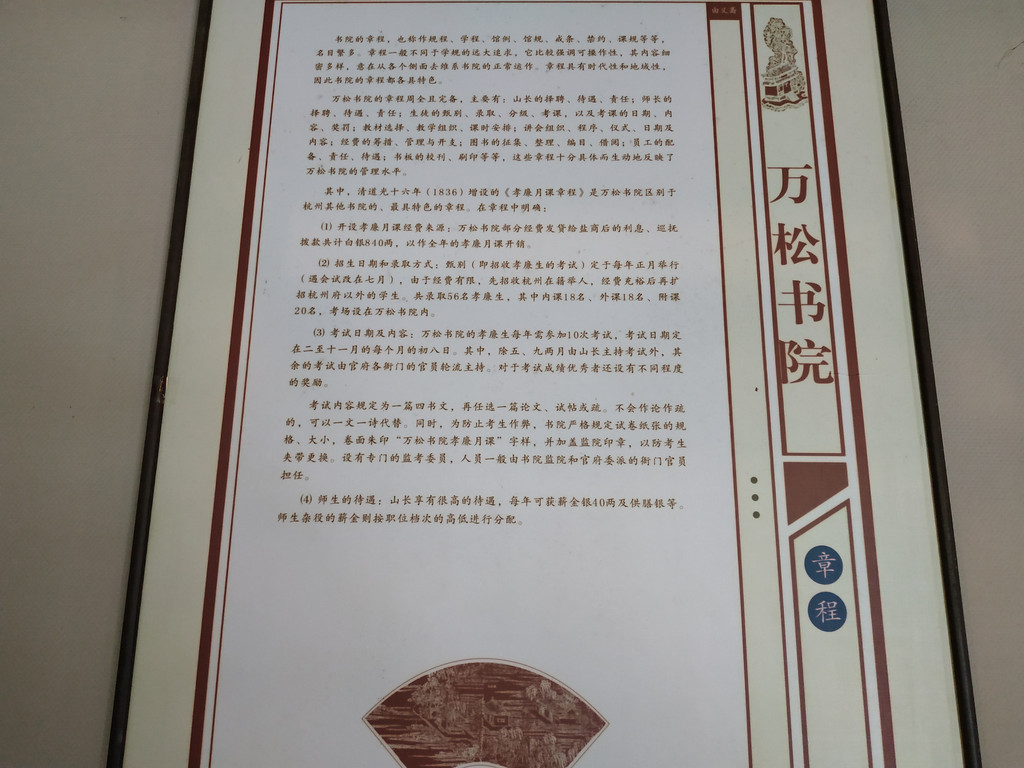 书院的章程，也称作规程、学程、馆例、馆规、戒条、禁约、课规等等，
名目繁多。章程一般不同于学规的远大追求，它比较强调可操作性，其内容细
密多样，意在从各个侧面去维系书院的正常运作。章程具有时代性和地域性，
因此书院的章程都各具特色。
万松书院的章程周全且完备，主要有：山长的择聘、待遇、责任；师长的
择聘、待遇、责任；生徒的甄别、录取、分级、考课，以及考课的日期、内
容、奖罚；教材选择、教学组织、课时安排；讲会组织、程序、仪式、日期及
内容；经费的筹措、管理与开支；图书的征集、整理、编目、借阅；员工的配
备、责任、待遇；书板的校刊、刷印等等，这些章程十分具体而生动地反映了
万松书院的管理水平。
其中，清道光十六年（1836）增设的《孝廉月课章程》是万松书院区别于
杭州其他书院的、最具特色的章程。在章程中明确：
⑴ 开设孝廉月课经费来源：万松书院部分经费发贷给盐商后的利息、巡抚
拨款共计白银840两，以作全年的孝廉月课开销。
⑵ 招生日期和录取方式：甄别（即招收孝廉生的考试）定于每年正月举行
（遇会试改在七月），由于经费有限，先招收杭州在籍举人，经费充裕后再扩
招杭州府以外的学生。共录取56名孝廉生，其中内课18名、外课18名、附课
20名，考场设在万松书院内。
⑶ 考试日期及内容：万松书院的孝廉生每年需参加10次考试，考试日期定
在二至十一月的每个月的初八日。其中，除五、九两月由山长主持考试外，其
余的考试由官府各衙门的官员轮流主持。对于考试成绩优秀者还设有不同程度
的奖励。
考试内容规定为一篇四书文，再任选一篇论文、试帖或疏。不会作论作疏
的，可以一文一诗代替。同时，为防止考生作弊，书院严格规定试卷纸张的规
格、大小，卷面朱印“万松书院孝廉月课”字样，并加盖监院印章，以防考生
夹带更换。设有专门的监考委员，人员一般由书院监院和官府委派的衙门官员
担任。
⑷ 师生的待遇：山长享有很高的待遇，每年可获薪金银40两及供膳银等。
师生杂役的薪金则按职位档次的高低进行分配。
万松书院
章程